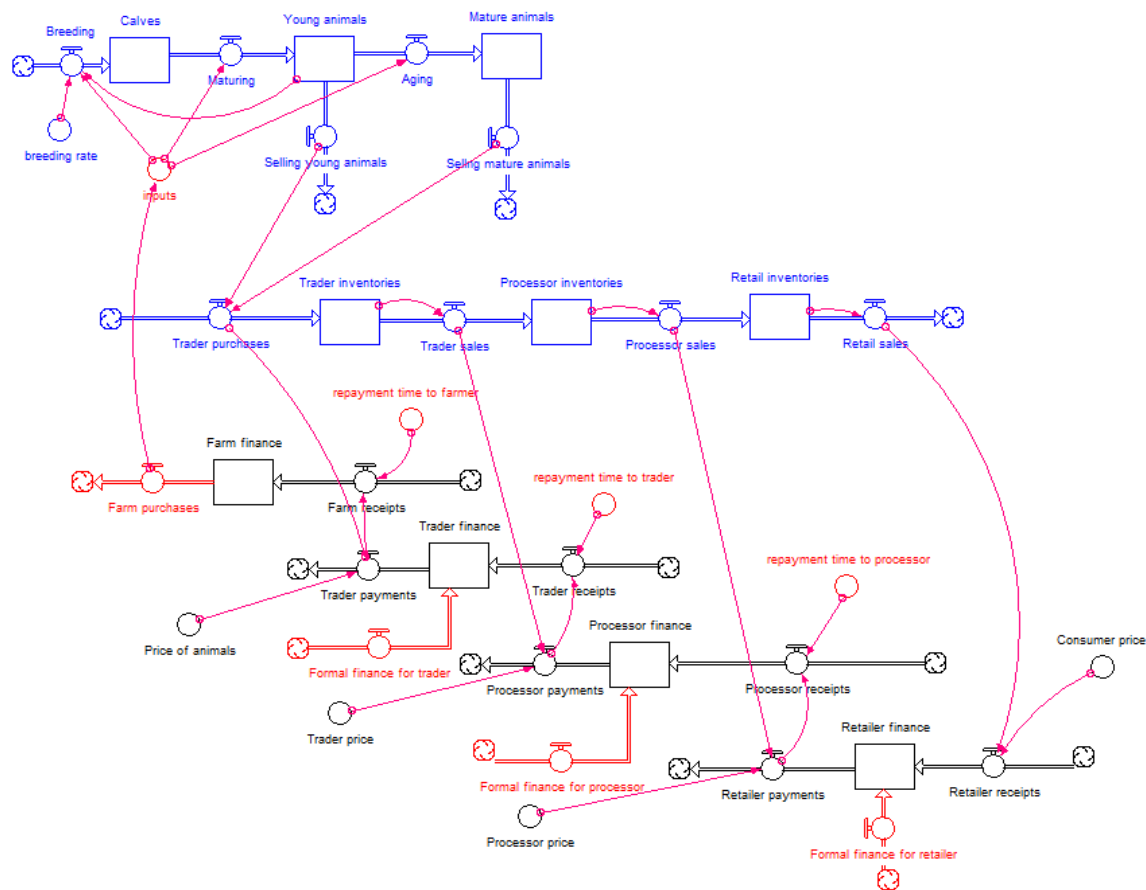 Calves
Young animals
Mature animals
Breeding
Maturing
Aging
breeding rate
Selling young animals
Selling mature animals
inputs
Trader inventories
Processor inventories
Retail inventories
Trader purchases
Trader sales
Processor sales
Retail sales
repayment time to farmer
Farm finance
repayment time to trader
Farm purchases
Farm receipts
Trader finance
repayment time to processor
Trader payments
Trader receipts
Processor finance
Consumer price
Price of animals
Formal finance for trader
Processor payments
Processor receipts
Trader price
Retailer finance
Formal finance for processor
Retailer payments
Retailer receipts
Processor price
Formal finance for retailer